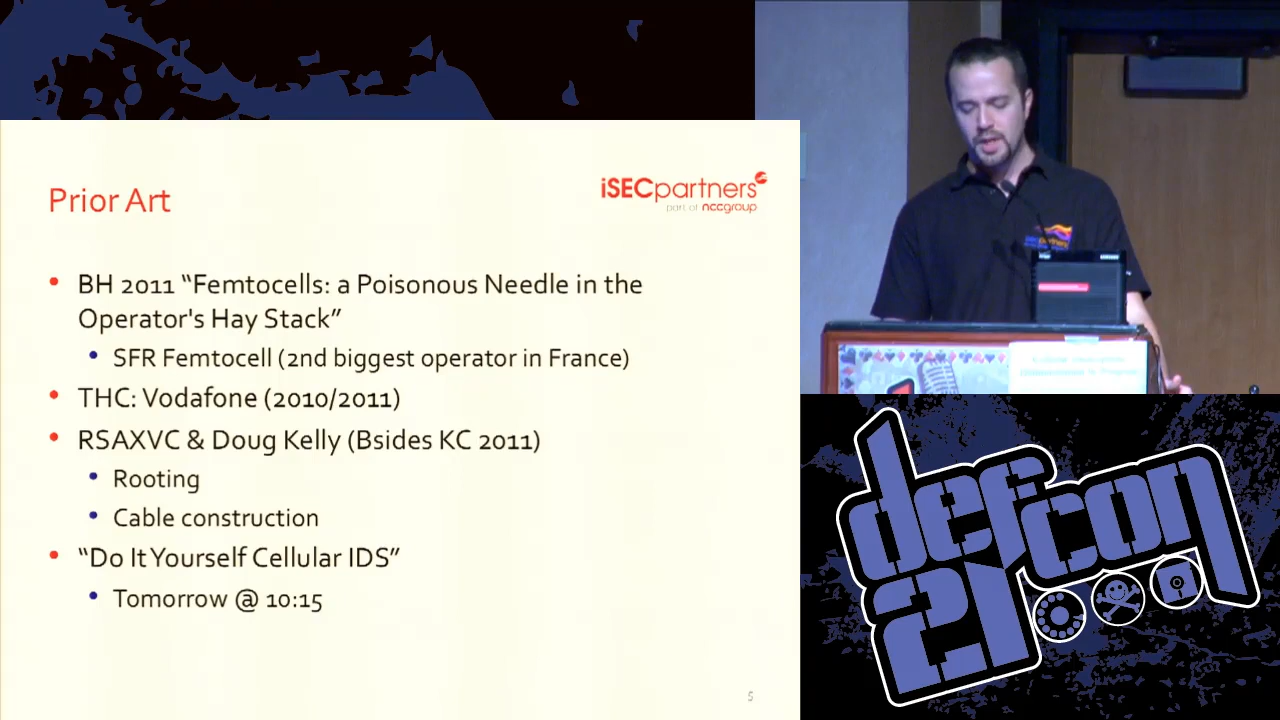 Prior Art
iSECpartners
part of nccgroup
• BH 2011 “Femtocells: a Poisonous Needle in the
Operator's Hay Stack”
• SFR Femtocell (2nd biggest operator in France)
• THC: Vodafone (2010/2011)
• RSAXVC & Doug Kelly (Bsides KC 2011)
• Rooting
• Cable construction
• “Do It Yourself Cellular IDS”
• Tomorrow @ 10:15
5
defcon
21